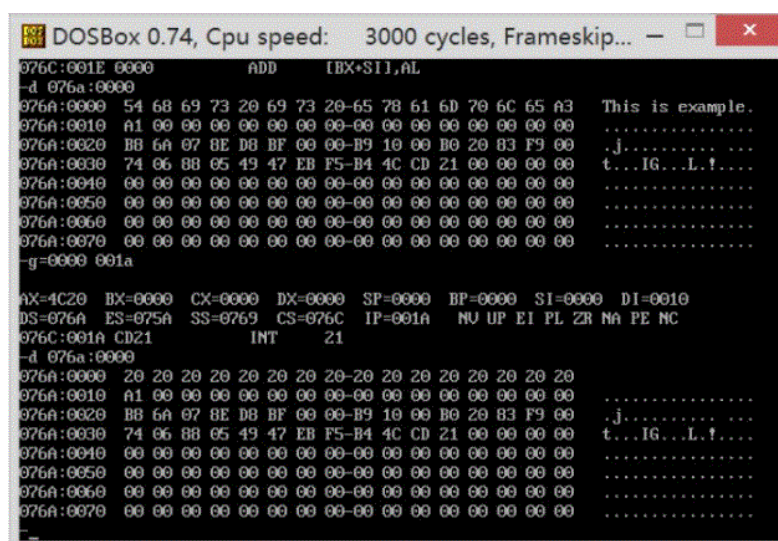 DOSBox 0.74, Cpu speed: 3000 cycles, Frameskip...
076C:001E 0000 ADD [BX+SI],AL
-d 076a:0000
076A:0000 54 68 69 73 20 69 73 20-65 78 61 6D 70 6C 65 A3 This is example.
076A:0010 A1 00 00 00 00 00 00 00-00 00 00 00 00 00 00 00 ................
076A:0020 B8 6A 07 8E D8 BF 00 00-B9 10 00 B0 20 83 F9 00 .j.......... ...
076A:0030 74 06 88 05 49 47 EB F5-B4 4C CD 21 00 00 00 00 t...IG...L.!....
076A:0040 00 00 00 00 00 00 00 00-00 00 00 00 00 00 00 00 ................
076A:0050 00 00 00 00 00 00 00 00-00 00 00 00 00 00 00 00 ................
076A:0060 00 00 00 00 00 00 00 00-00 00 00 00 00 00 00 00 ................
076A:0070 00 00 00 00 00 00 00 00-00 00 00 00 00 00 00 00 ................
-g=0000 001a
AX=4C20 BX=0000 CX=0000 DX=0000 SP=0000 BP=0000 SI=0000 DI=0010
DS=076A ES=075A SS=0769 CS=076C IP=001A NV UP EI PL ZR NA PE NC
076C:001A CD21 INT 21
-d 076a:0000
076A:0000 20 20 20 20 20 20 20 20-20 20 20 20 20 20 20 20
076A:0010 A1 00 00 00 00 00 00 00-00 00 00 00 00 00 00 00 ................
076A:0020 B8 6A 07 8E D8 BF 00 00-B9 10 00 B0 20 83 F9 00 .j.......... ...
076A:0030 74 06 88 05 49 47 EB F5-B4 4C CD 21 00 00 00 00 t...IG...L.!....
076A:0040 00 00 00 00 00 00 00 00-00 00 00 00 00 00 00 00 ................
076A:0050 00 00 00 00 00 00 00 00-00 00 00 00 00 00 00 00 ................
076A:0060 00 00 00 00 00 00 00 00-00 00 00 00 00 00 00 00 ................
076A:0070 00 00 00 00 00 00 00 00-00 00 00 00 00 00 00 00 ................
-_